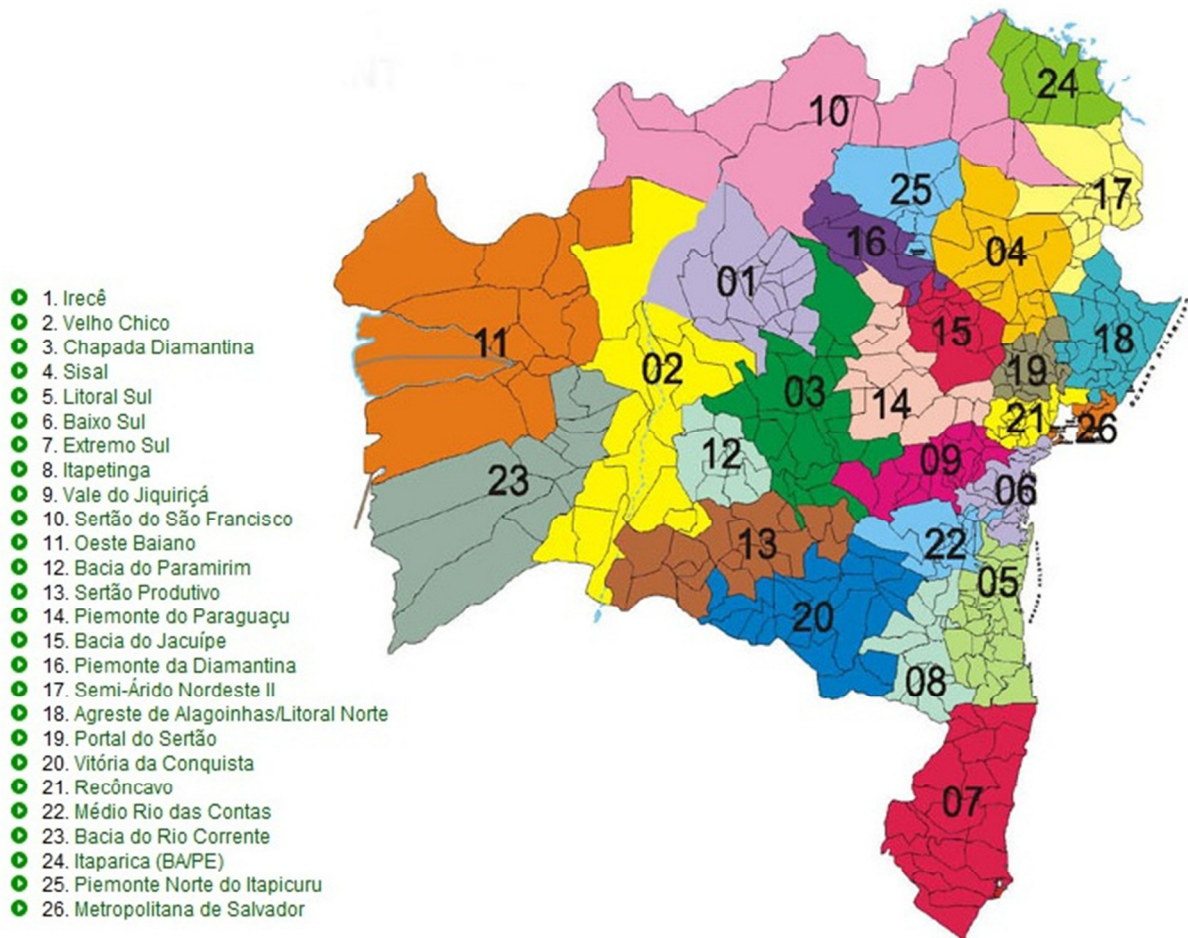 1. Irecê
2. Velho Chico
3. Chapada Diamantina
4. Sisal
5. Litoral Sul
6. Baixo Sul
7. Extremo Sul
8. Itapetinga
9. Vale do Jiquiriçá
10. Sertão do São Francisco
11. Oeste Baiano
12. Bacia do Paramirim
13. Sertão Produtivo
14. Piemonte do Paraguaçu
15. Bacia do Jacuípe
16. Piemonte da Diamantina
17. Semi-Árido Nordeste II
18. Agreste de Alagoinhas/Litoral Norte
19. Portal do Sertão
20. Vitória da Conquista
21. Recôncavo
22. Médio Rio das Contas
23. Bacia do Rio Corrente
24. Itaparica (BA/PE)
25. Piemonte Norte do Itapicuru
26. Metropolitana de Salvador
24
10
17
25
16
04
01
15
18
11
02
03
19
14
21
26
12
09
23
06
13
22
05
20
08
07
OCEANO ATLÂNTICO